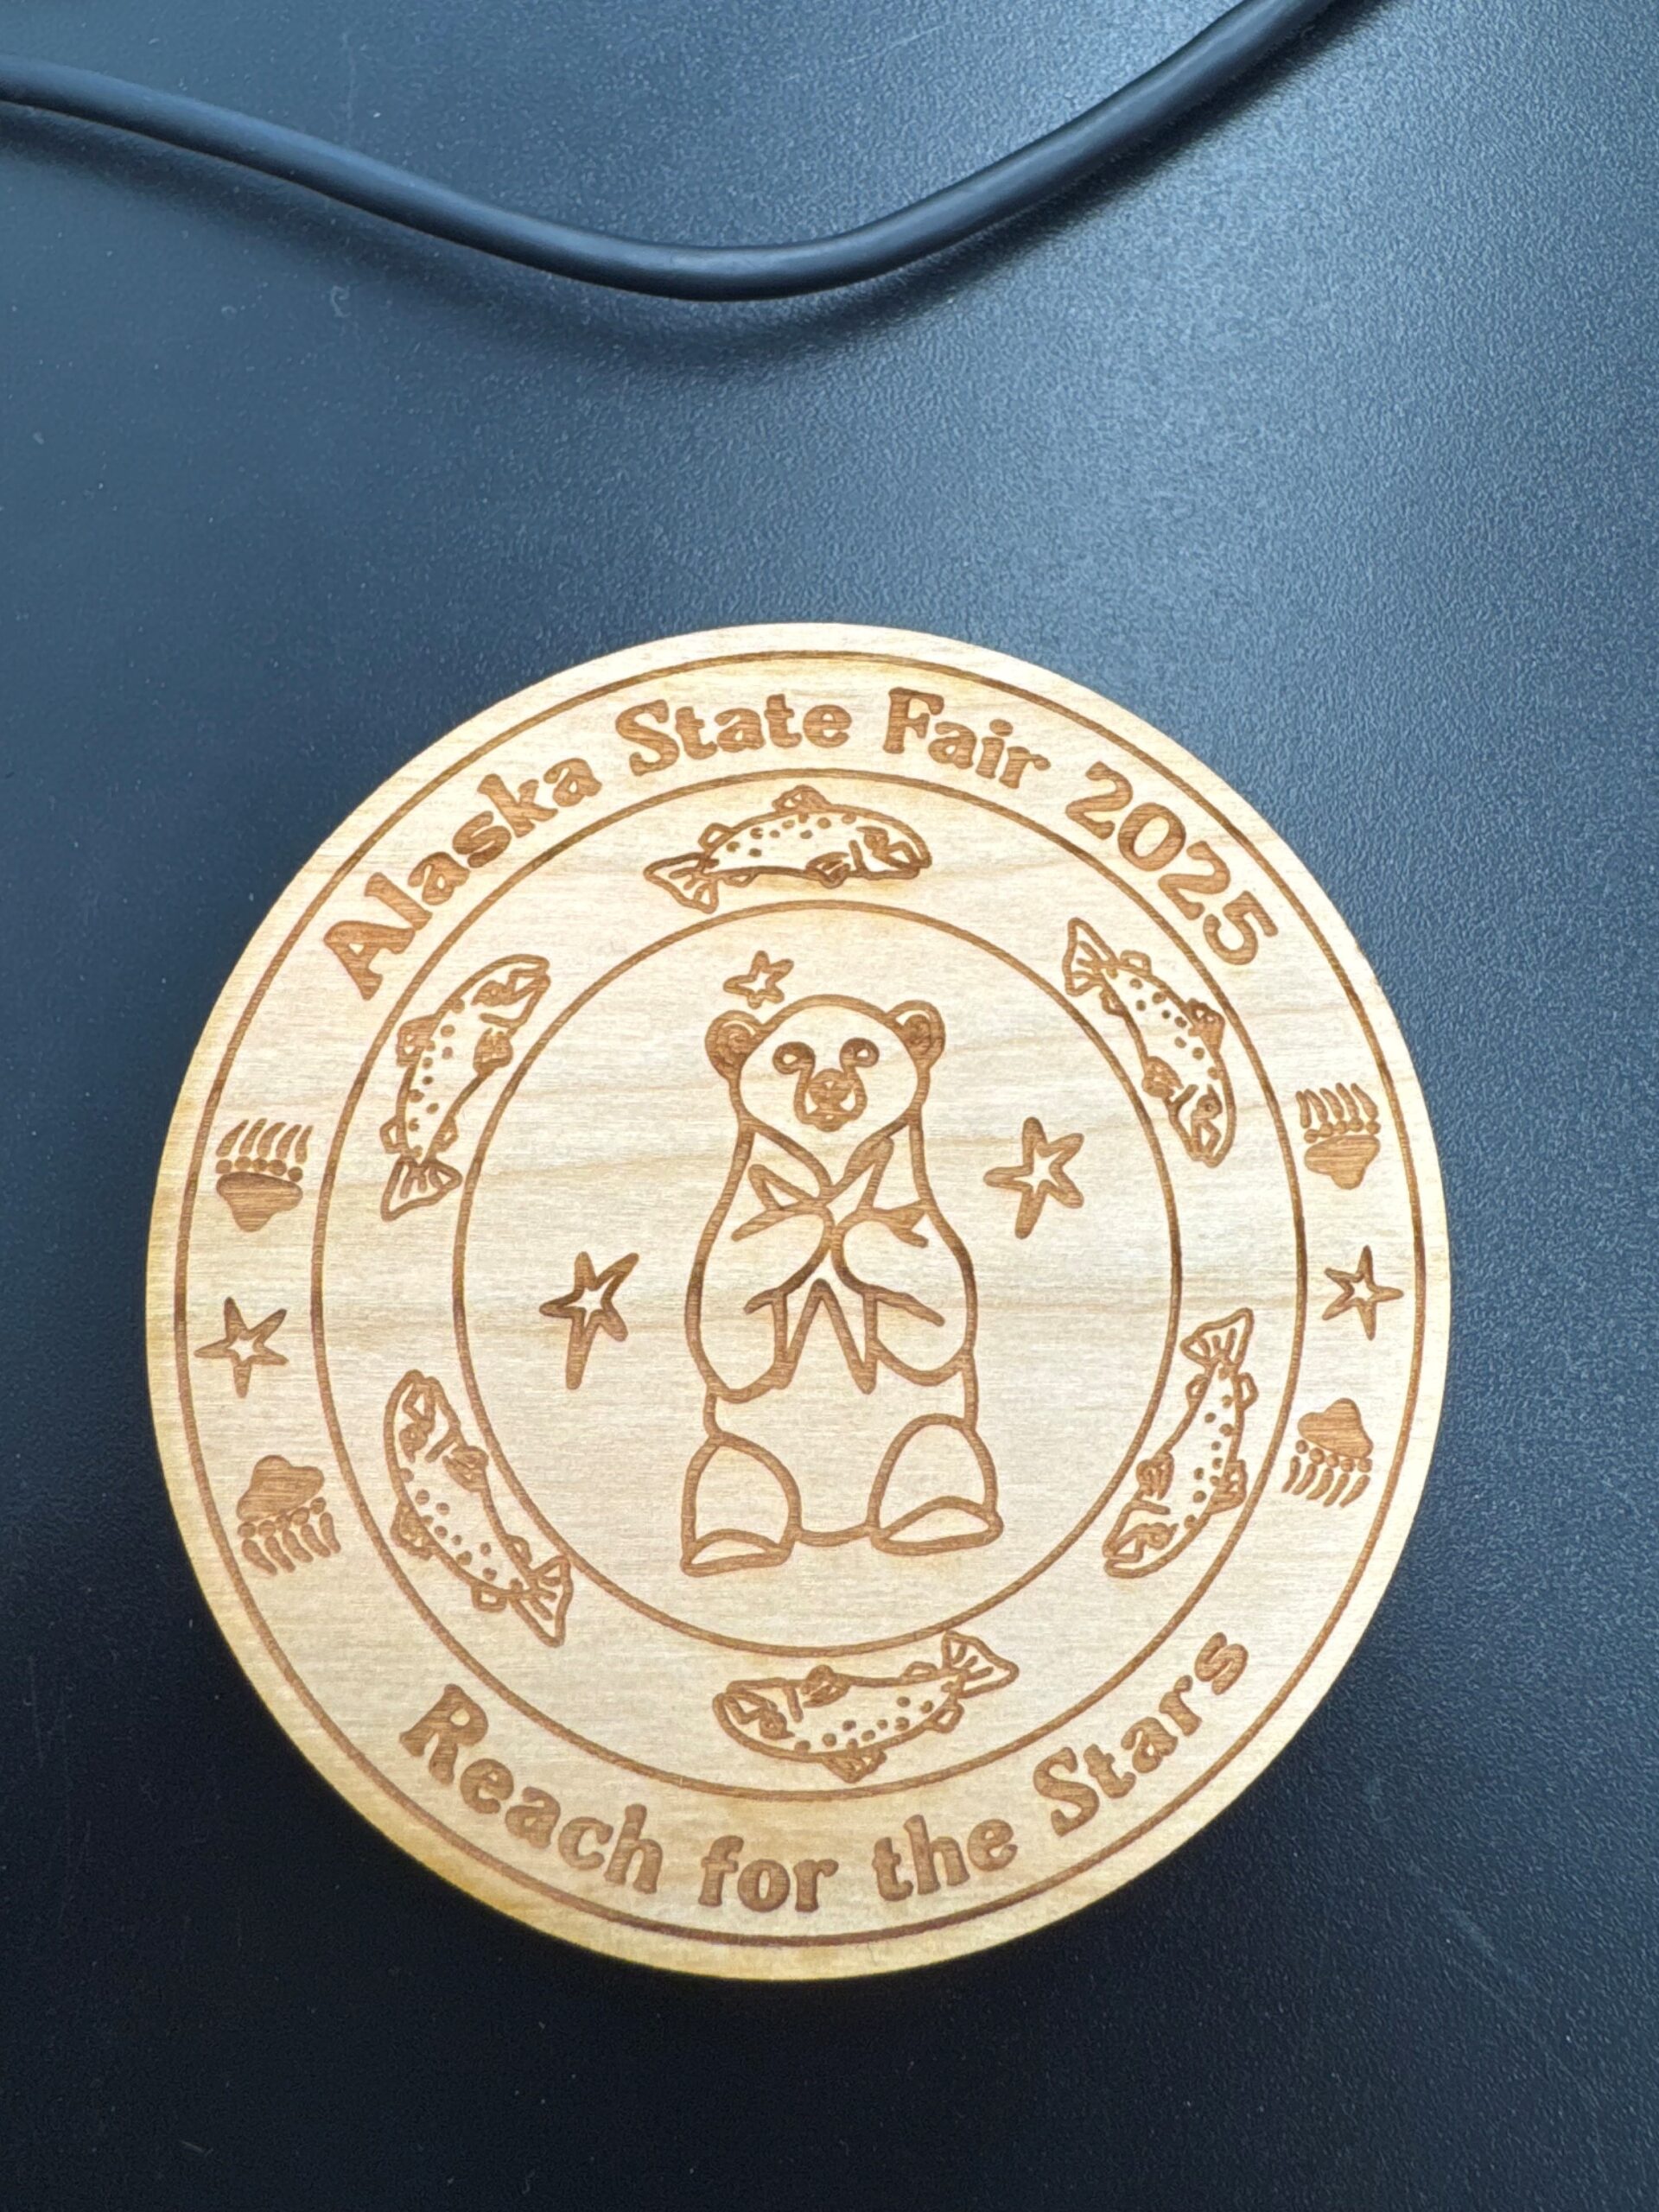 Alaska State Fair 2025
Reach for the Stars